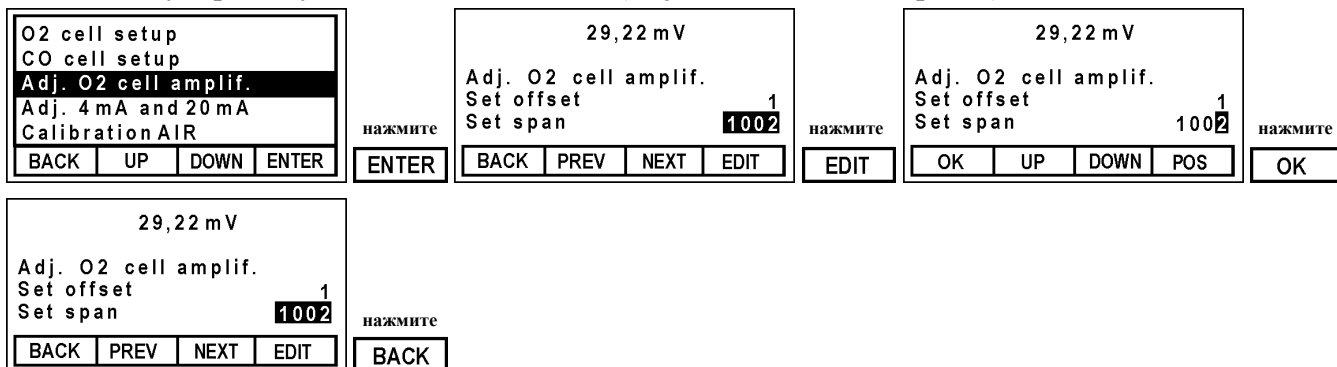 O2 cell setup
CO cell setup
Adj. O2 cell amplif.
Adj. 4 mA and 20 mA
Calibration AIR
BACK UP DOWN ENTER
нажмите
ENTER
29,22 mV
Adj. O2 cell amplif.
Set offset 1
Set span 1002
BACK PREV NEXT EDIT
нажмите
EDIT
29,22 mV
Adj. O2 cell amplif.
Set offset 1
Set span 1002
OK UP DOWN POS
нажмите
OK
29,22 mV
Adj. O2 cell amplif.
Set offset 1
Set span 1002
BACK PREV NEXT EDIT
нажмите
BACK